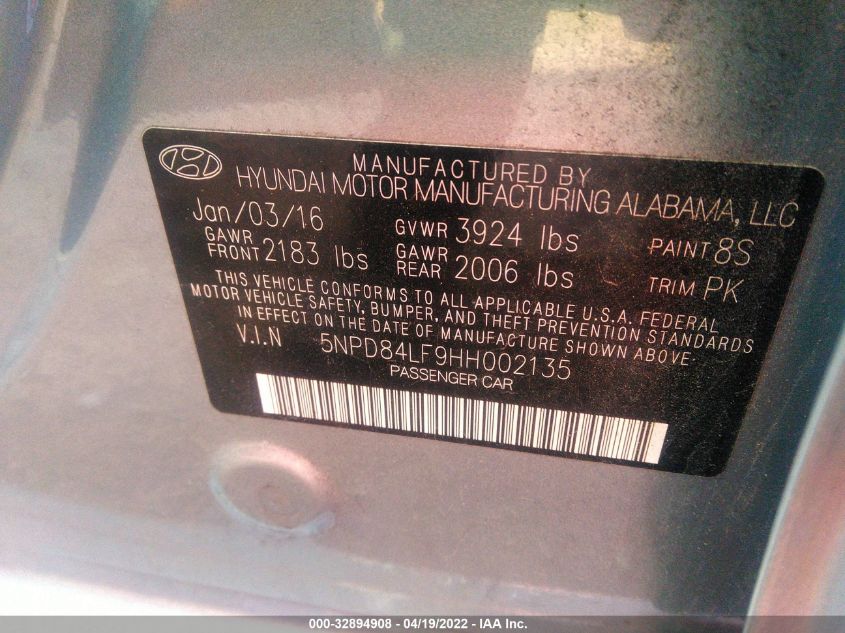 MANUFACTURED BY
HYUNDAI MOTOR MANUFACTURING ALABAMA, LLC
Jan/03/16 GVWR 3924 lbs PAINT 8S
GAWR FRONT 2183 lbs GAWR REAR 2006 lbs TRIM PK
THIS VEHICLE CONFORMS TO ALL APPLICABLE U.S.A. FEDERAL
MOTOR VEHICLE SAFETY, BUMPER, AND THEFT PREVENTION STANDARDS
IN EFFECT ON THE DATE OF MANUFACTURE SHOWN ABOVE
V.I.N 5NPD84LF9HH002135
PASSENGER CAR
000-32894908 - 04/19/2022 - IAA Inc.